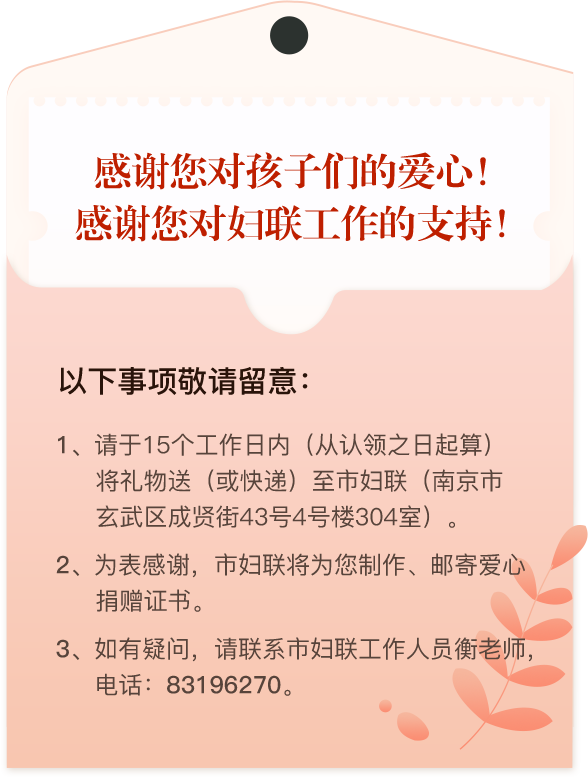 感谢您对孩子们的爱心！
感谢您对妇联工作的支持！
以下事项敬请留意：
1、请于15个工作日内（从认领之日起算）
将礼物送（或快递）至市妇联（南京市
玄武区成贤街43号4号楼304室）。
2、为表感谢，市妇联将为您制作、邮寄爱心
捐赠证书。
3、如有疑问，请联系市妇联工作人员衡老师，
电话：83196270。